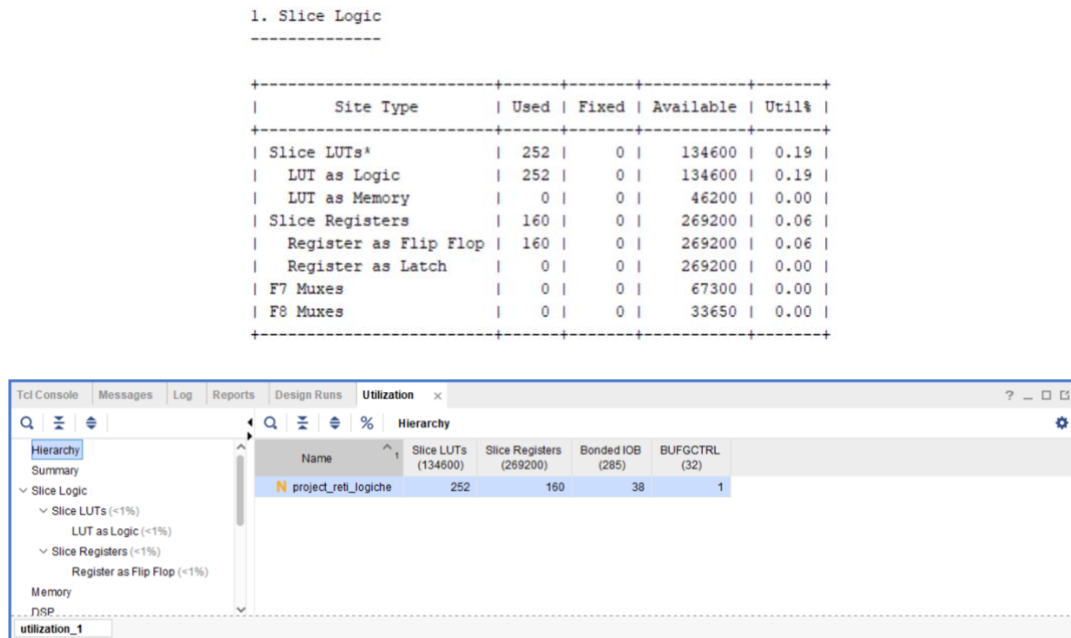 1. Slice Logic
--------------
+-------------------------+------+-------+-----------+-------+
|        Site Type        | Used | Fixed | Available | Util% |
+-------------------------+------+-------+-----------+-------+
| Slice LUTs*             |  252 |     0 |    134600 |  0.19 |
|   LUT as Logic          |  252 |     0 |    134600 |  0.19 |
|   LUT as Memory         |    0 |     0 |     46200 |  0.00 |
| Slice Registers         |  160 |     0 |    269200 |  0.06 |
|   Register as Flip Flop |  160 |     0 |    269200 |  0.06 |
|   Register as Latch     |    0 |     0 |    269200 |  0.00 |
| F7 Muxes                |    0 |     0 |     67300 |  0.00 |
| F8 Muxes                |    0 |     0 |     33650 |  0.00 |
+-------------------------+------+-------+-----------+-------+
Tcl Console Messages Log Reports Design Runs Utilization × ? _
% Hierarchy
Hierarchy
Summary
Slice Logic
Slice LUTs (<1%)
LUT as Logic (<1%)
Slice Registers (<1%)
Register as Flip Flop (<1%)
Memory
DSP
Name 1 Slice LUTs Slice Registers Bonded IOB BUFGCTRL
(134600) (269200) (285) (32)
N project_reti_logiche 252 160 38 1
utilization_1